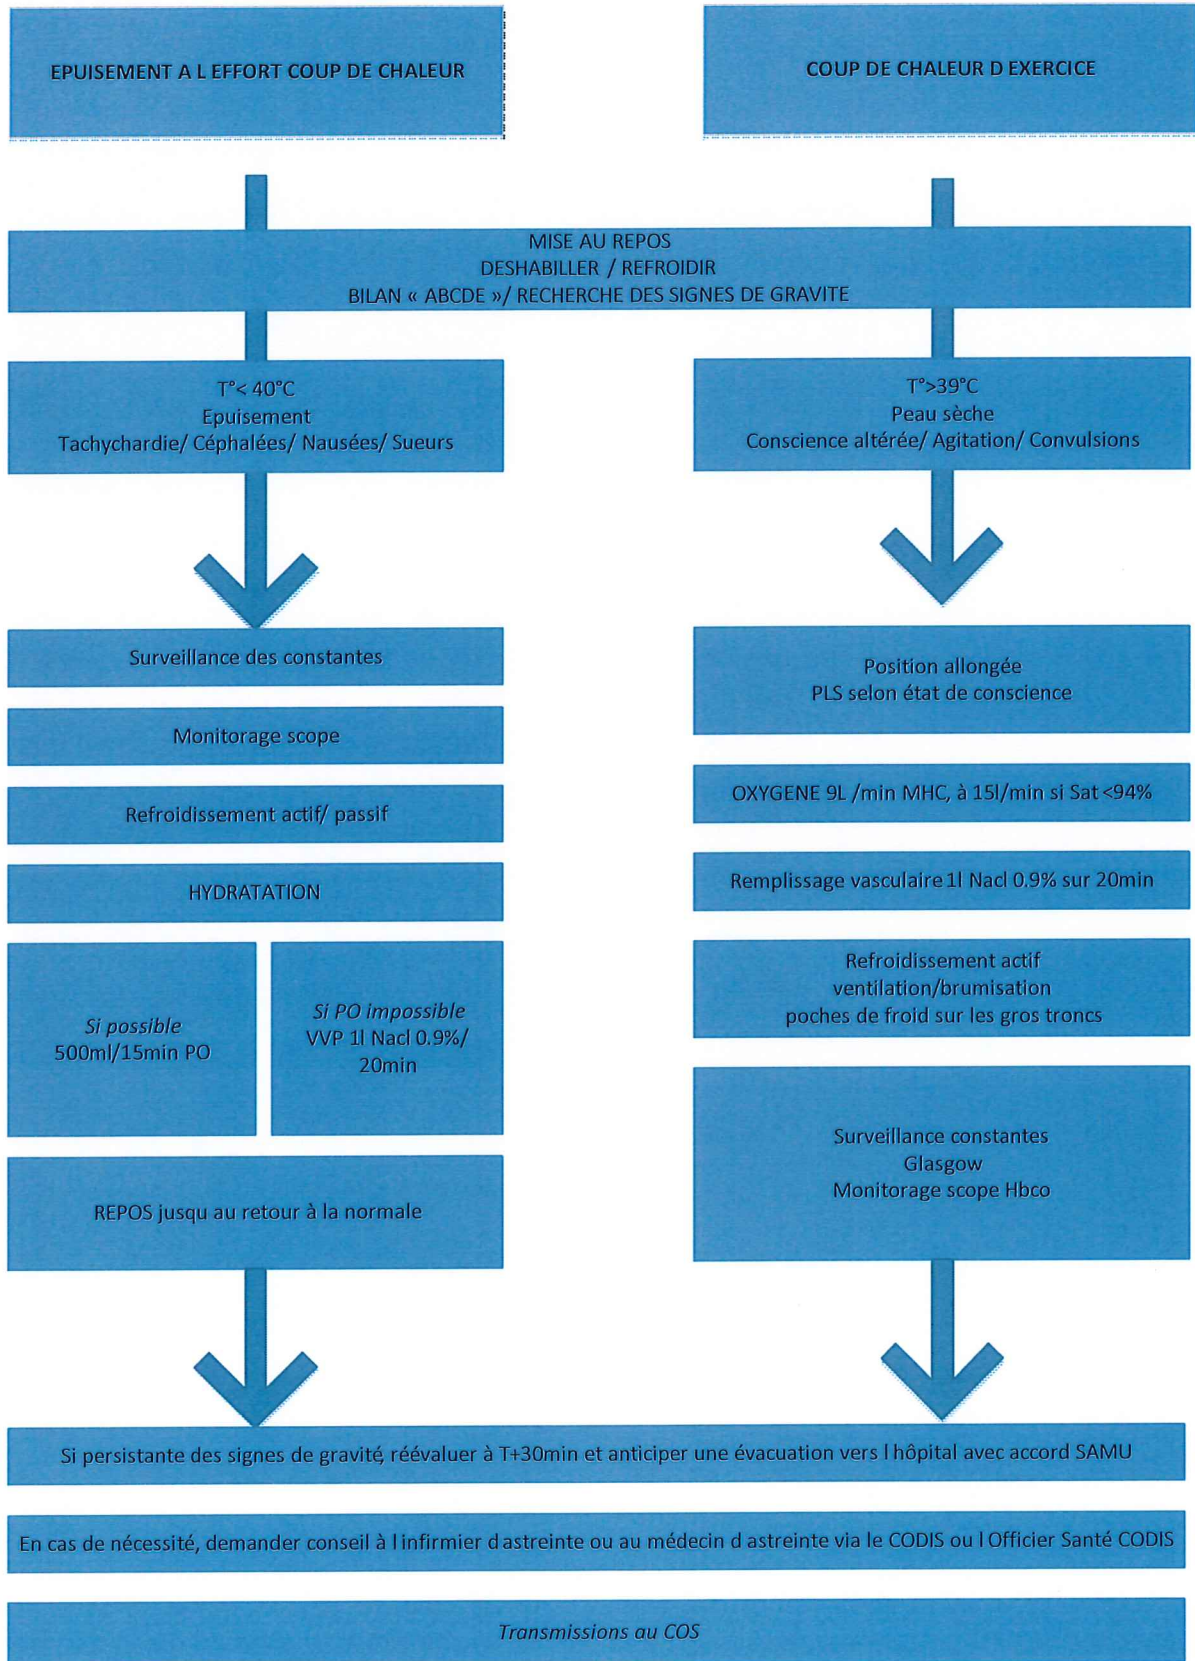 EPUISEMENT A L EFFORT COUP DE CHALEUR
COUP DE CHALEUR D EXERCICE
MISE AU REPOS
DESHABILLER / REFROIDIR
BILAN « ABCDE »/ RECHERCHE DES SIGNES DE GRAVITE
T°< 40°C
Epuisement
Tachychardie/ Céphalées/ Nausées/ Sueurs
Surveillance des constantes
Monitorage scope
Refroidissement actif/ passif
HYDRATATION
Si possible
500ml/15min PO
Si PO impossible
VVP 1l Nacl 0.9%/
20min
REPOS jusqu au retour à la normale
T°>39°C
Peau sèche
Conscience altérée/ Agitation/ Convulsions
Position allongée
PLS selon état de conscience
OXYGENE 9L /min MHC, à 15l/min si Sat <94%
Remplissage vasculaire 1l Nacl 0.9% sur 20min
Refroidissement actif
ventilation/brumisation
poches de froid sur les gros troncs
Surveillance constantes
Glasgow
Monitorage scope Hbco
Si persistante des signes de gravité, réévaluer à T+30min et anticiper une évacuation vers l hôpital avec accord SAMU
En cas de nécessité, demander conseil à l infirmier d astreinte ou au médecin d astreinte via le CODIS ou l Officier Santé CODIS
Transmissions au COS